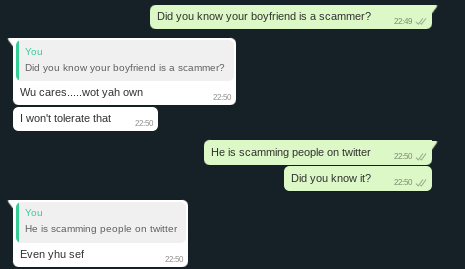 Did you know your boyfriend is a scammer? 22:49
You
Did you know your boyfriend is a scammer?
Wu cares.....wot yah own 22:50
I won't tolerate that 22:50
He is scamming people on twitter 22:50
Did you know it? 22:50
You
He is scamming people on twitter
Even yhu sef 22:50